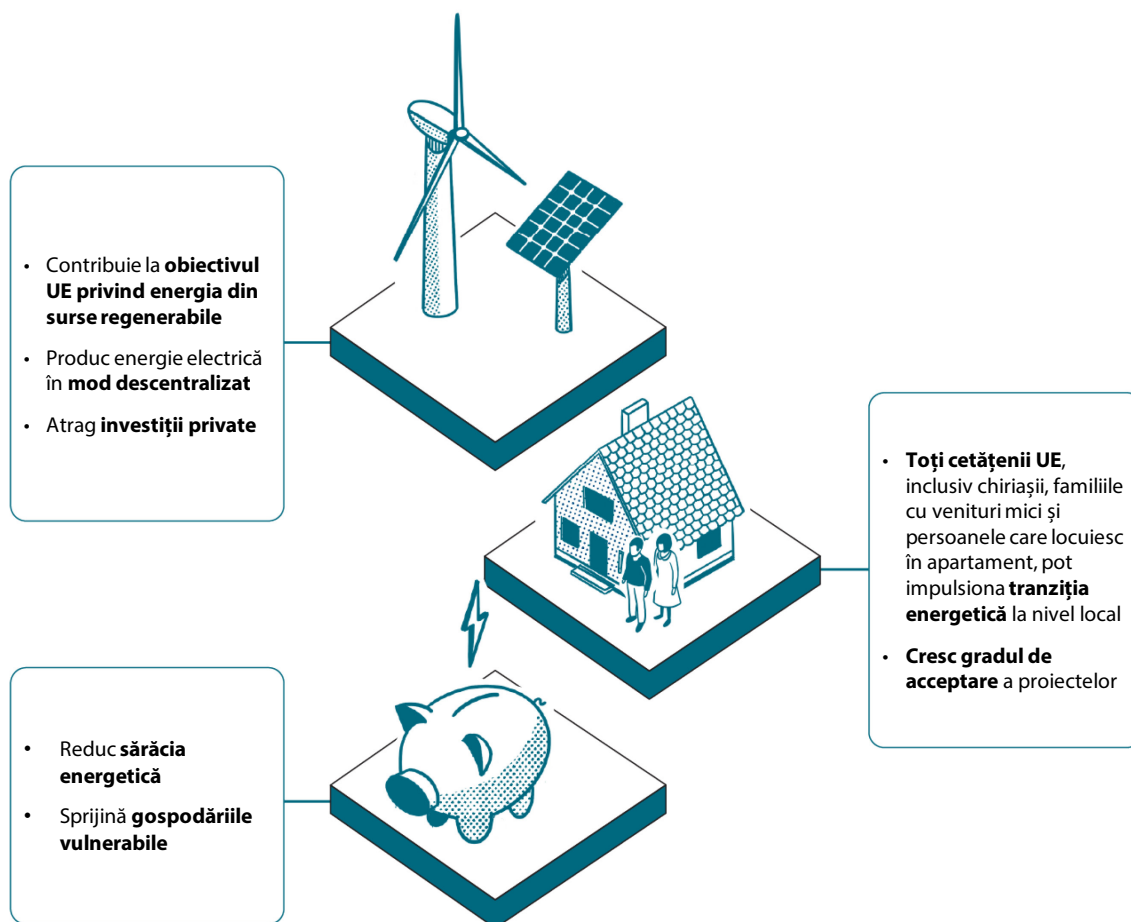 • Contribuie la obiectivul
UE privind energia din
surse regenerabile
• Produc energie electrică
în mod descentralizat
• Atrag investiții private
• Toți cetățenii UE,
inclusiv chiriașii, familiile
cu venituri mici și
persoanele care locuiesc
în apartament, pot
impulsiona tranziția
energetică la nivel local
• Cresc gradul de
acceptare a proiectelor
• Reduc sărăcia
energetică
• Sprijină gospodăriile
vulnerabile